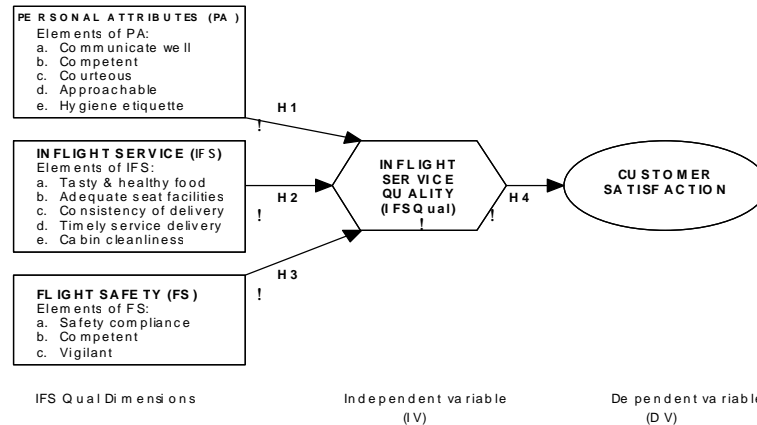 PERSONAL ATTRIBUTES (PA)
Elements of PA:
a. Communicate well
b. Competent
c. Courteous
d. Approachable
e. Hygiene etiquette
H1
!
INFLIGHT SERVICE (IFS)
Elements of IFS:
a. Tasty & healthy food
b. Adequate seat facilities
c. Consistency of delivery
d. Timely service delivery
e. Cabin cleanliness
H2
!
INFLIGHT
SERVICE
QUALITY
(IFSQual)
!
H4
!
CUSTOMER
SATISFACTION
H3
!
FLIGHT SAFETY (FS)
Elements of FS:
a. Safety compliance
b. Competent
c. Vigilant
IFS Qual Dimensions
Independent variable
(IV)
Dependent variable
(DV)